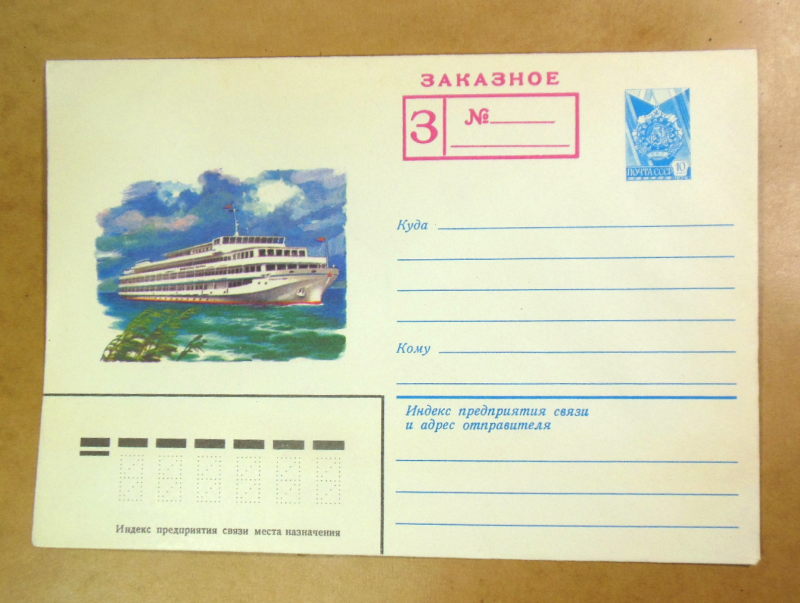 ЗАКАЗНОЕ
З №
ПОЧТА СССР 10
Куда
Кому
Индекс предприятия связи
и адрес отправителя
Индекс предприятия связи места назначения